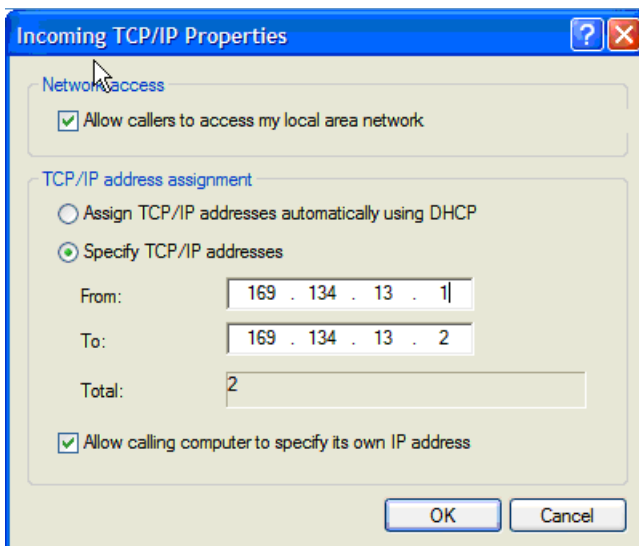 Incoming TCP/IP Properties
Network access
Allow callers to access my local area network
TCP/IP address assignment
Assign TCP/IP addresses automatically using DHCP
Specify TCP/IP addresses
From: 169 . 134 . 13 . 1
To: 169 . 134 . 13 . 2
Total: 2
Allow calling computer to specify its own IP address
OK Cancel